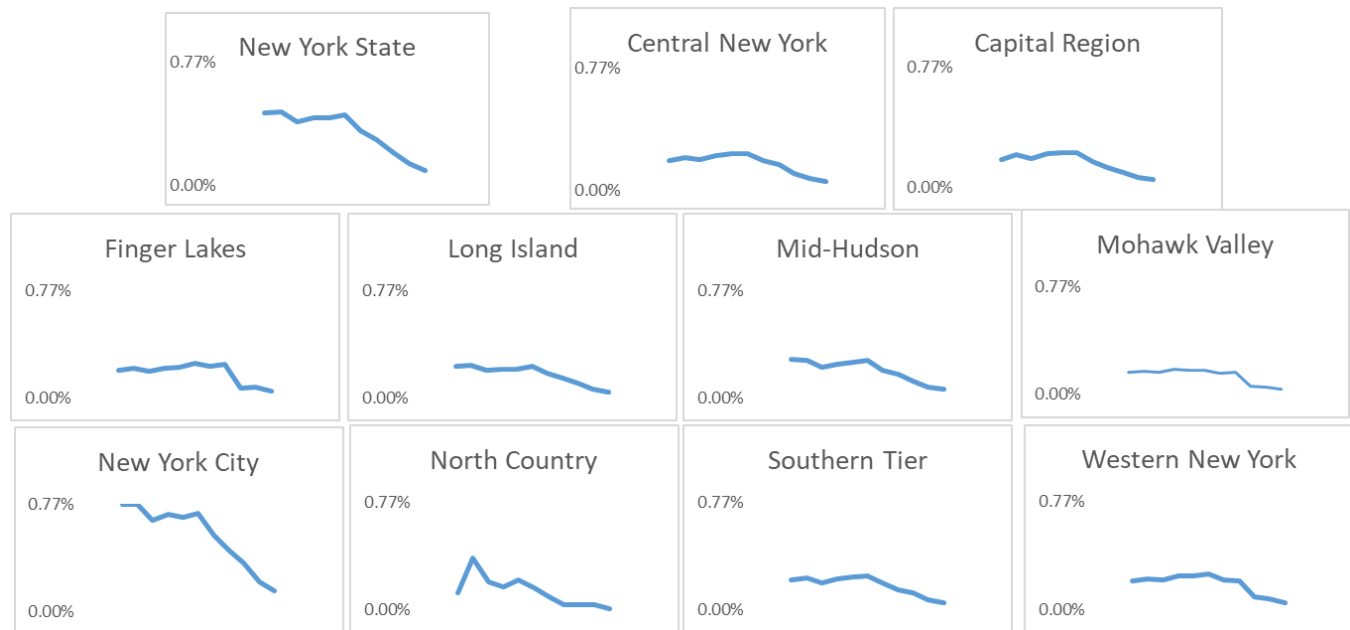 New York State
0.77%
0.00%
Central New York
0.77%
0.00%
Capital Region
0.77%
0.00%
Finger Lakes
0.77%
0.00%
Long Island
0.77%
0.00%
Mid-Hudson
0.77%
0.00%
Mohawk Valley
0.77%
0.00%
New York City
0.77%
0.00%
North Country
0.77%
0.00%
Southern Tier
0.77%
0.00%
Western New York
0.77%
0.00%